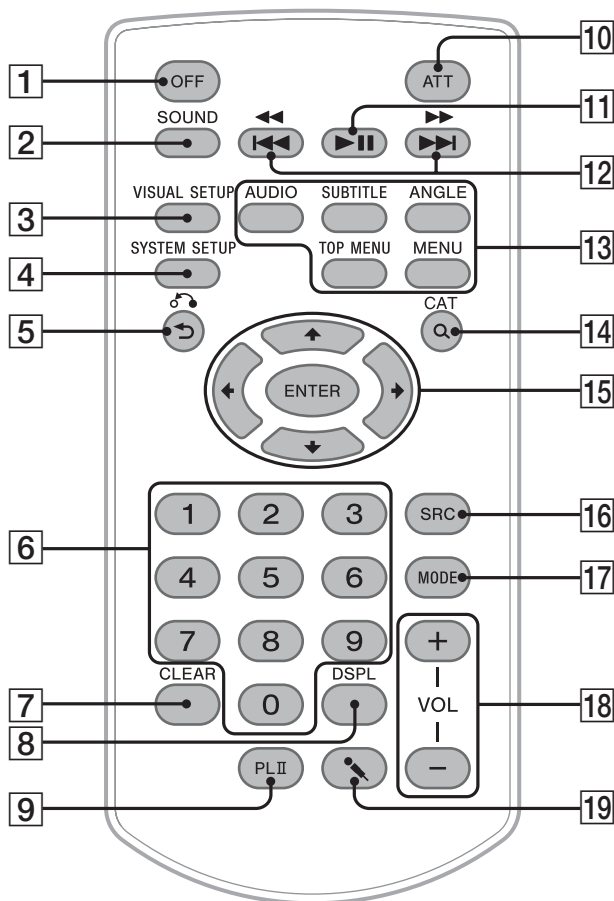 1
OFF
ATT
10
2
SOUND
11
12
3
VISUAL SETUP
AUDIO
SUBTITLE
ANGLE
4
SYSTEM SETUP
TOP MENU
MENU
13
5
CAT
14
ENTER
15
6
1
2
3
SRC
16
4
5
6
MODE
17
7
8
9
+
7
CLEAR
0
DSPL
VOL
18
8
−
9
PLII
19